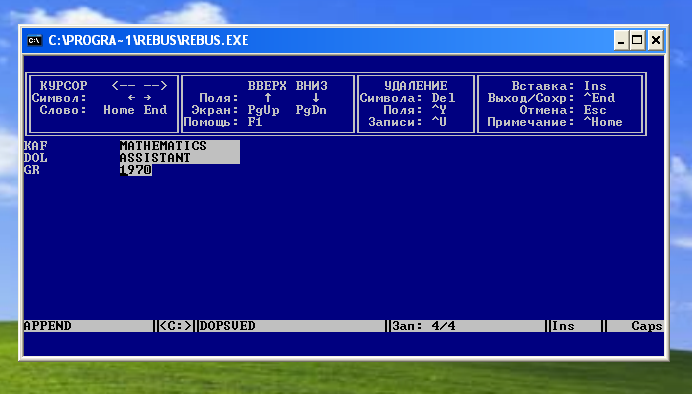 C:\PROGRA~1\REBUS\REBUS.EXE
КУРСОР <-- --> ВВЕРХ ВНИЗ УДАЛЕНИЕ Вставка: Ins
Символ: ← → Поля: ↑ ↓ Символа: Del Выход/Сохр: ^End
Слово: Home End Экран: PgUp PgDn Поля: ^Y Отмена: Esc
Помощь: F1 Записи: ^U Примечание: ^Home
KAF MATHEMATICS
DOL ASSISTANT
GR 1970
APPEND <C:> DOPSVED Зап: 4/4 Ins Caps